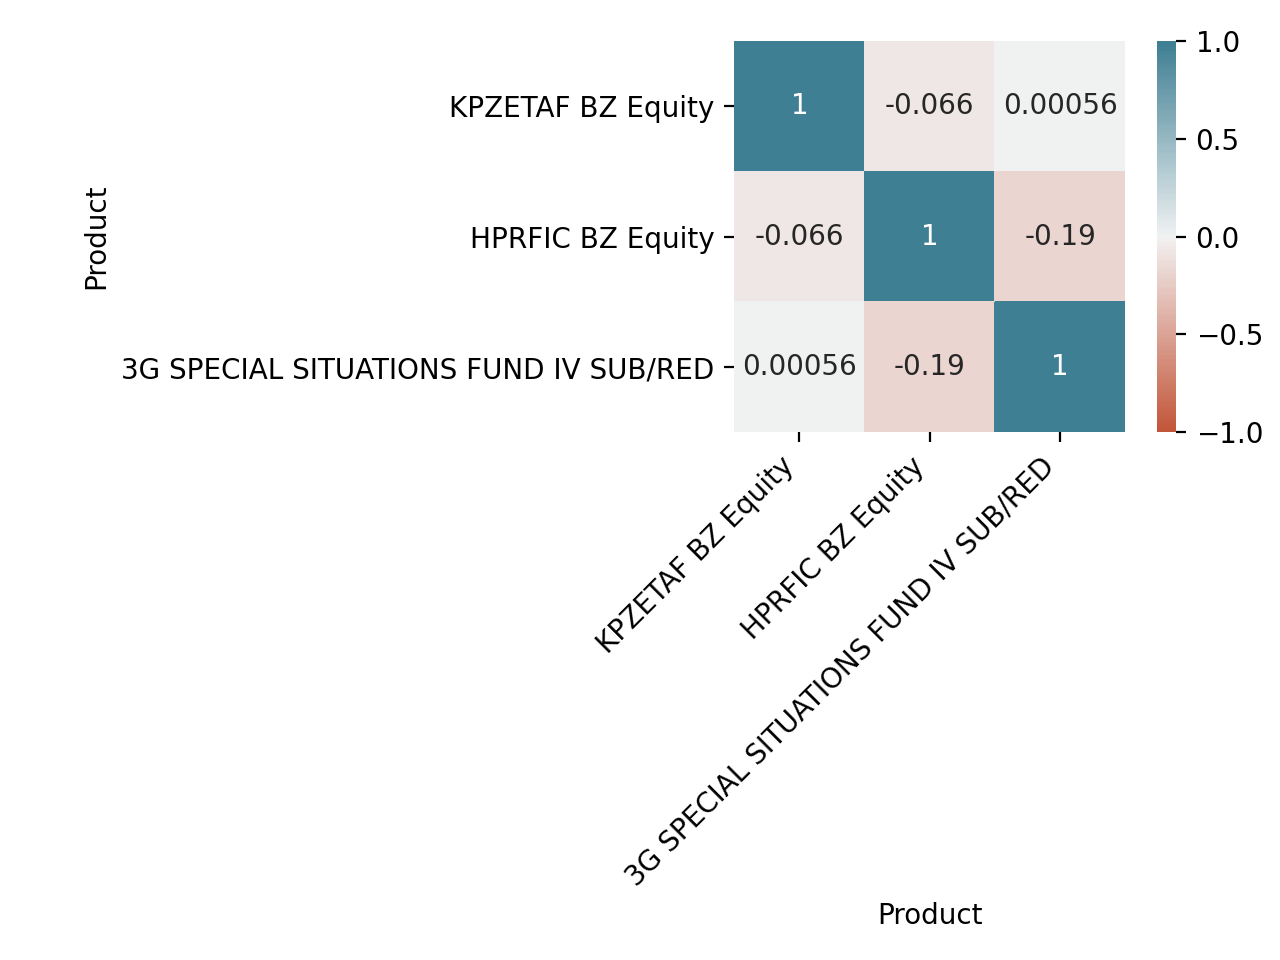 KPZETAF BZ Equity 1 -0.066 0.00056
HPRFIC BZ Equity -0.066 1 -0.19
3G SPECIAL SITUATIONS FUND IV SUB/RED 0.00056 -0.19 1
Product
KPZETAF BZ Equity
HPRFIC BZ Equity
3G SPECIAL SITUATIONS FUND IV SUB/RED
Product
1.0
0.5
0.0
−0.5
−1.0